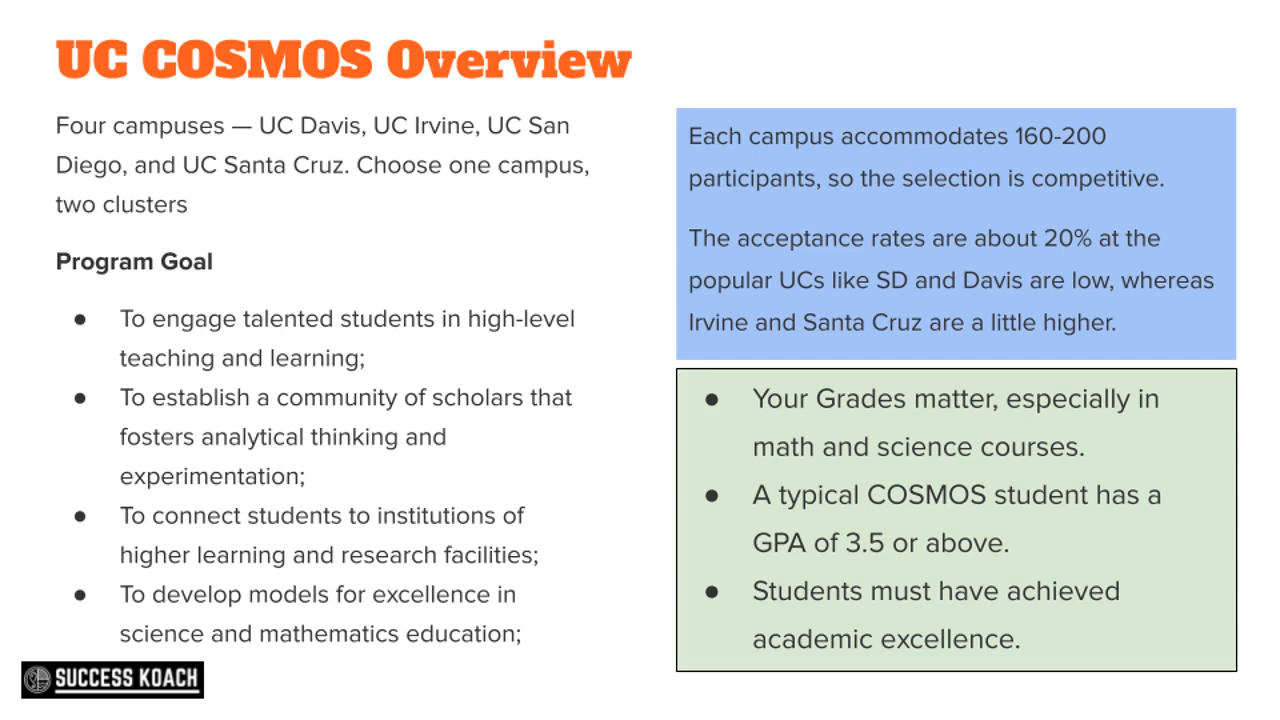 UC COSMOS Overview
Four campuses — UC Davis, UC Irvine, UC San
Diego, and UC Santa Cruz. Choose one campus,
two clusters
Program Goal
● To engage talented students in high-level
teaching and learning;
● To establish a community of scholars that
fosters analytical thinking and
experimentation;
● To connect students to institutions of
higher learning and research facilities;
● To develop models for excellence in
science and mathematics education;
Each campus accommodates 160-200
participants, so the selection is competitive.
The acceptance rates are about 20% at the
popular UCs like SD and Davis are low, whereas
Irvine and Santa Cruz are a little higher.
● Your Grades matter, especially in
math and science courses.
● A typical COSMOS student has a
GPA of 3.5 or above.
● Students must have achieved
academic excellence.
SUCCESS KOACH